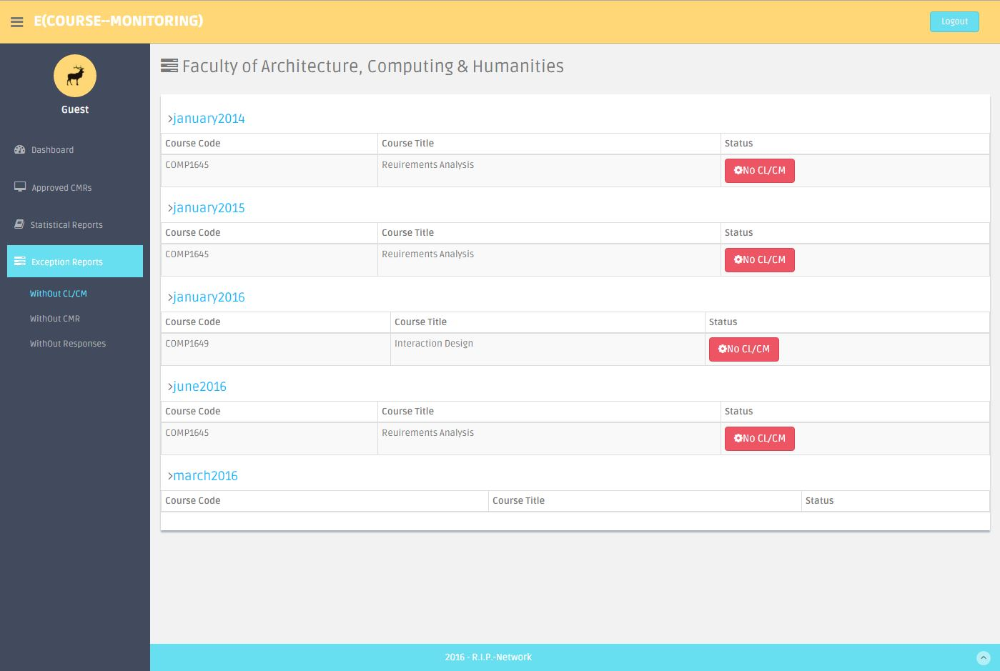 E(COURSE--MONITORING)
Logout
Guest
Dashboard
Approved CMRs
Statistical Reports
Exception Reports
WithOut CL/CM
WithOut CMR
WithOut Responses
Faculty of Architecture, Computing & Humanities
>january2014
Course Code Course Title Status
COMP1645 Reuirements Analysis No CL/CM
>january2015
Course Code Course Title Status
COMP1645 Reuirements Analysis No CL/CM
>january2016
Course Code Course Title Status
COMP1649 Interaction Design No CL/CM
>june2016
Course Code Course Title Status
COMP1645 Reuirements Analysis No CL/CM
>march2016
Course Code Course Title Status
2016 - R.I.P.-Network